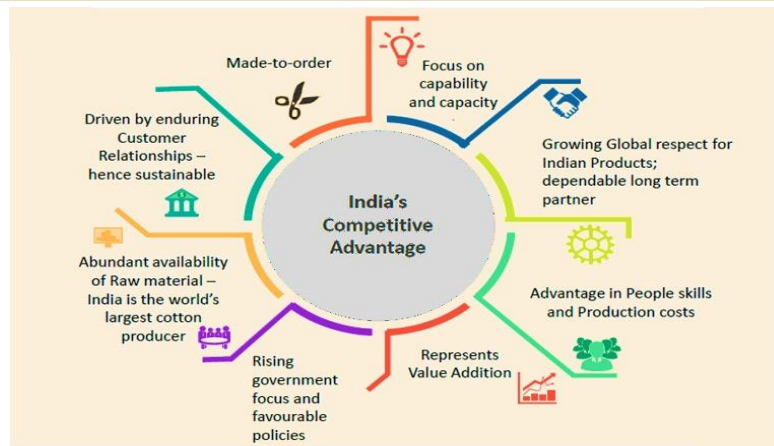 India's
Competitive
Advantage
Made-to-order
Focus on
capability
and capacity
Growing Global respect for
Indian Products;
dependable long term
partner
Advantage in People skills
and Production costs
Represents
Value Addition
Rising
government
focus and
favourable
policies
Abundant availability
of Raw material –
India is the world's
largest cotton
producer
Driven by enduring
Customer
Relationships –
hence sustainable